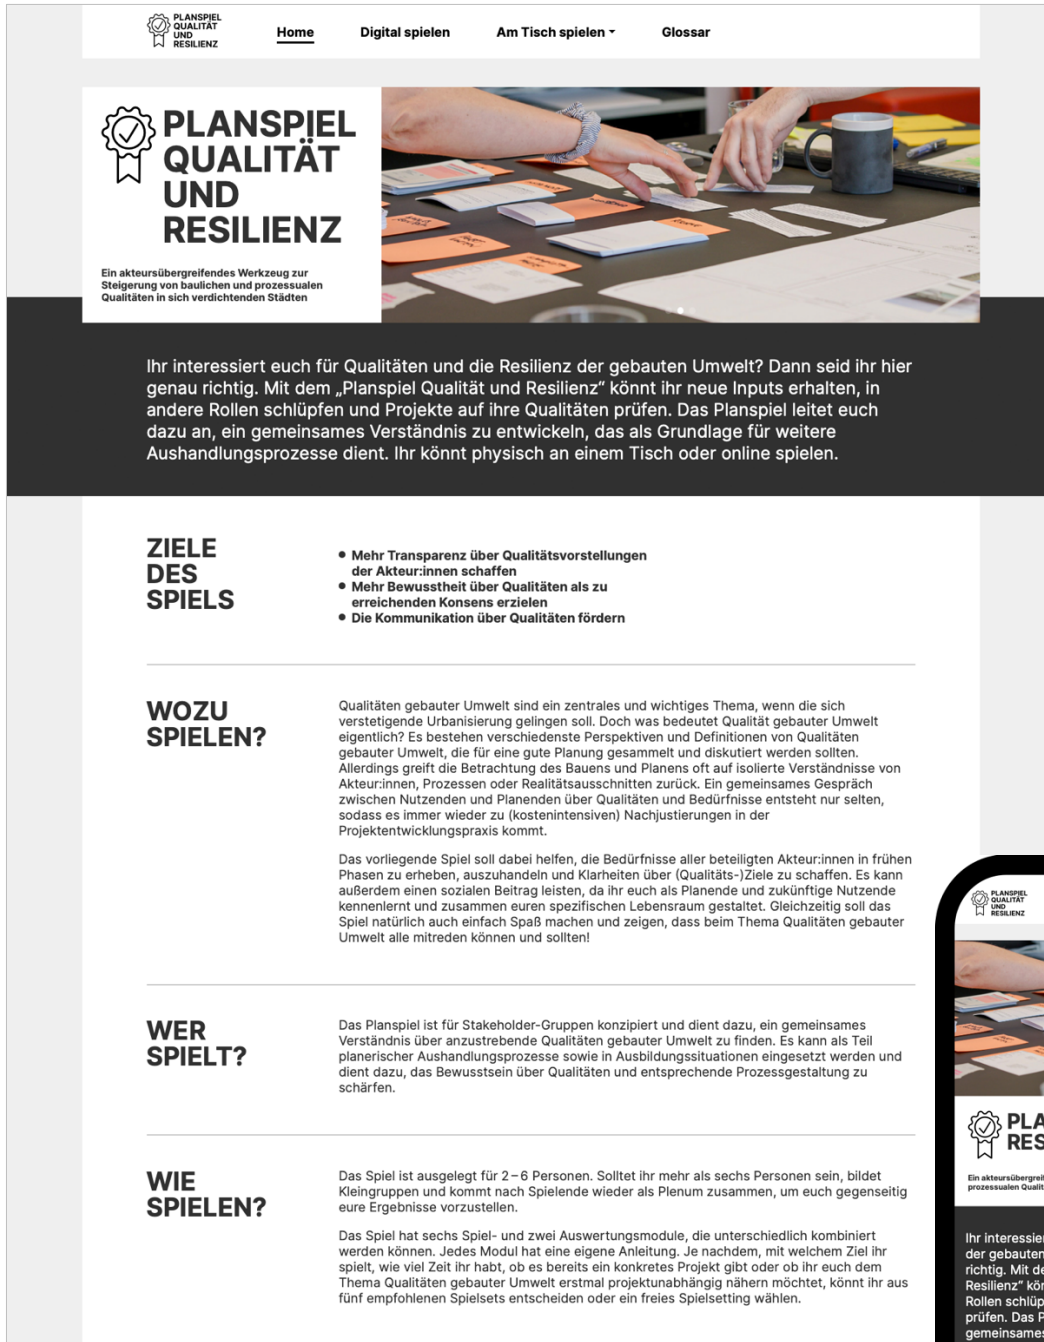 PLANSPIEL
QUALITÄT
UND
RESILIENZ
Home
Digital spielen
Am Tisch spielen
Glossar
PLANSPIEL
QUALITÄT
UND
RESILIENZ
Ein akteursübergreifendes Werkzeug zur
Steigerung von baulichen und prozessualen
Qualitäten in sich verdichtenden Städten
Ihr interessiert euch für Qualitäten und die Resilienz der gebauten Umwelt? Dann seid ihr hier
genau richtig. Mit dem „Planspiel Qualität und Resilienz“ könnt ihr neue Inputs erhalten, in
andere Rollen schlüpfen und Projekte auf ihre Qualitäten prüfen. Das Planspiel leitet euch
dazu an, ein gemeinsames Verständnis zu entwickeln, das als Grundlage für weitere
Aushandlungsprozesse dient. Ihr könnt physisch an einem Tisch oder online spielen.
ZIELE
DES
SPIELS
● Mehr Transparenz über Qualitätsvorstellungen
der Akteur:innen schaffen
● Mehr Bewusstheit über Qualitäten als zu
erreichenden Konsens erzielen
● Die Kommunikation über Qualitäten fördern
WOZU
SPIELEN?
Qualitäten gebauter Umwelt sind ein zentrales und wichtiges Thema, wenn die sich
verstetigende Urbanisierung gelingen soll. Doch was bedeutet Qualität gebauter Umwelt
eigentlich? Es bestehen verschiedenste Perspektiven und Definitionen von Qualitäten
gebauter Umwelt, die für eine gute Planung gesammelt und diskutiert werden sollten.
Allerdings greift die Betrachtung des Bauens und Planens oft auf isolierte Verständnisse von
Akteur:innen, Prozessen oder Realitätsausschnitten zurück. Ein gemeinsames Gespräch
zwischen Nutzenden und Planenden über Qualitäten und Bedürfnisse entsteht nur selten,
sodass es immer wieder zu (kostenintensiven) Nachjustierungen in der
Projektentwicklungspraxis kommt.
Das vorliegende Spiel soll dabei helfen, die Bedürfnisse aller beteiligten Akteur:innen in frühen
Phasen zu erheben, auszuhandeln und Klarheiten über (Qualitäts-)Ziele zu schaffen. Es kann
außerdem einen sozialen Beitrag leisten, da ihr euch als Planende und zukünftige Nutzende
kennenlernt und zusammen euren spezifischen Lebensraum gestaltet. Gleichzeitig soll das
Spiel natürlich auch einfach Spaß machen und zeigen, dass beim Thema Qualitäten gebauter
Umwelt alle mitreden können und sollten!
WER
SPIELT?
Das Planspiel ist für Stakeholder-Gruppen konzipiert und dient dazu, ein gemeinsames
Verständnis über anzustrebende Qualitäten gebauter Umwelt zu finden. Es kann als Teil
planerischer Aushandlungsprozesse sowie in Ausbildungssituationen eingesetzt werden und
dient dazu, das Bewusstsein über Qualitäten und entsprechende Prozessgestaltung zu
schärfen.
WIE
SPIELEN?
Das Spiel ist ausgelegt für 2–6 Personen. Solltet ihr mehr als sechs Personen sein, bildet
Kleingruppen und kommt nach Spielende wieder als Plenum zusammen, um euch gegenseitig
eure Ergebnisse vorzustellen.
Das Spiel hat sechs Spiel- und zwei Auswertungsmodule, die unterschiedlich kombiniert
werden können. Jedes Modul hat eine eigene Anleitung. Je nachdem, mit welchem Ziel ihr
spielt, wie viel Zeit ihr habt, ob es bereits ein konkretes Projekt gibt oder ob ihr euch dem
Thema Qualitäten gebauter Umwelt erstmal projektunabhängig nähern möchtet, könnt ihr aus
fünf empfohlenen Spielsets entscheiden oder ein freies Spielsetting wählen.
PLANSPIEL
QUALITÄT
UND
RESILIENZ
PLA
RES
Ein akteursübergreif
prozessualen Qualit
Ihr interessier
der gebauten
richtig. Mit de
Resilienz“ kön
Rollen schlüp
prüfen. Das P
gemeinsames